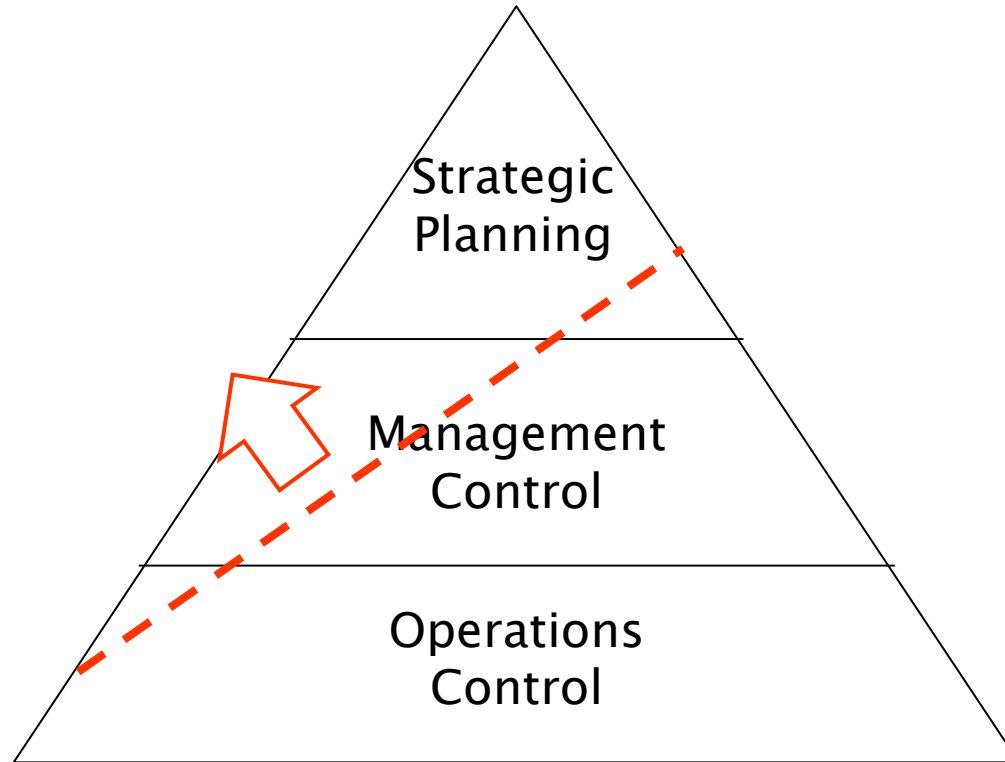 Strategic
Planning
Management
Control
Operations
Control